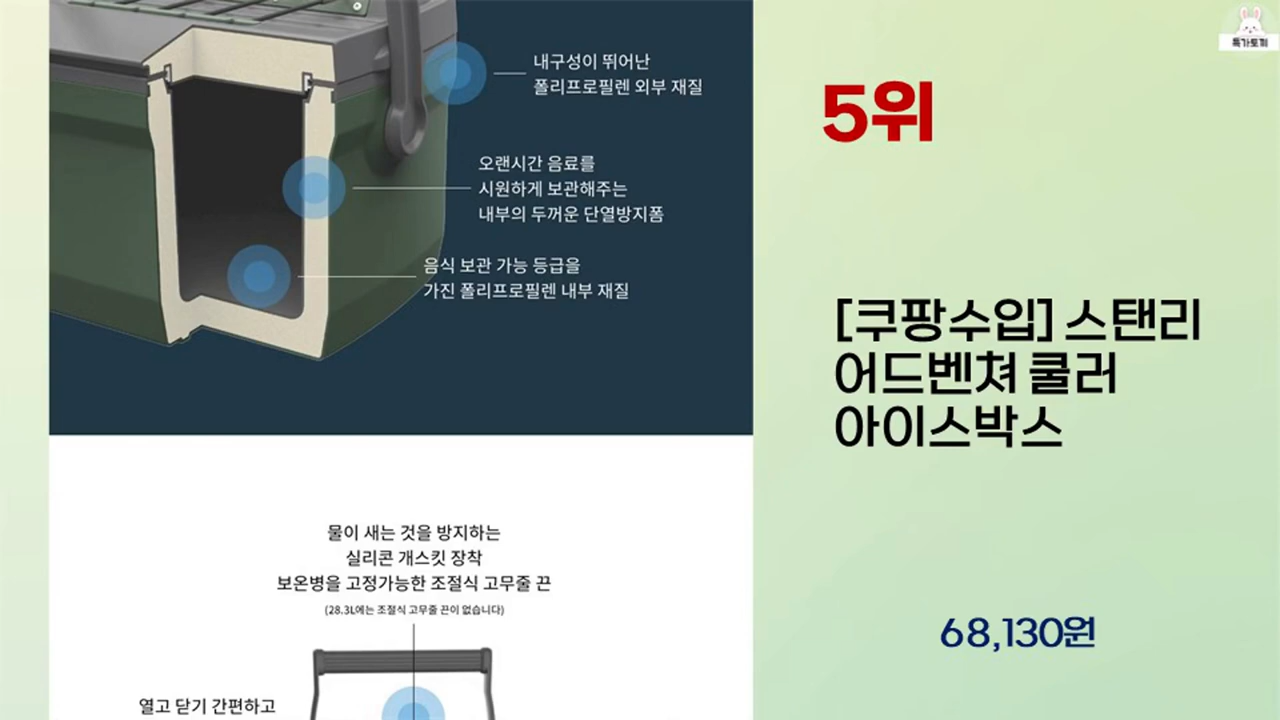 내구성이 뛰어난
폴리프로필렌 외부 재질
오랜시간 음료를
시원하게 보관해주는
내부의 두꺼운 단열방지폼
음식 보관 가능 등급을
가진 폴리프로필렌 내부 재질
물이 새는 것을 방지하는
실리콘 개스킷 장착
보온병을 고정가능한 조절식 고무줄 끈
(28.3L에는 조절식 고무줄 끈이 없습니다)
열고 닫기 간편하고
특가토끼
5위
[쿠팡수입] 스탠리
어드벤쳐 쿨러
아이스박스
68,130원